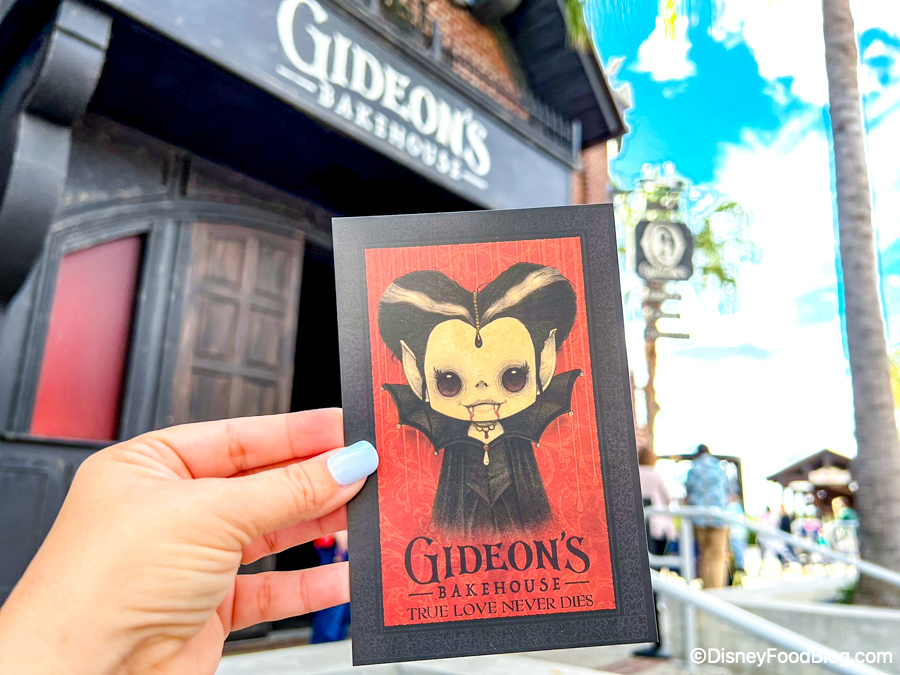 GIDEON'S
BAKEHOUSE
GIDEON'S
BAKEHOUSE
TRUE LOVE NEVER DIES
©DisneyFoodBlog.com